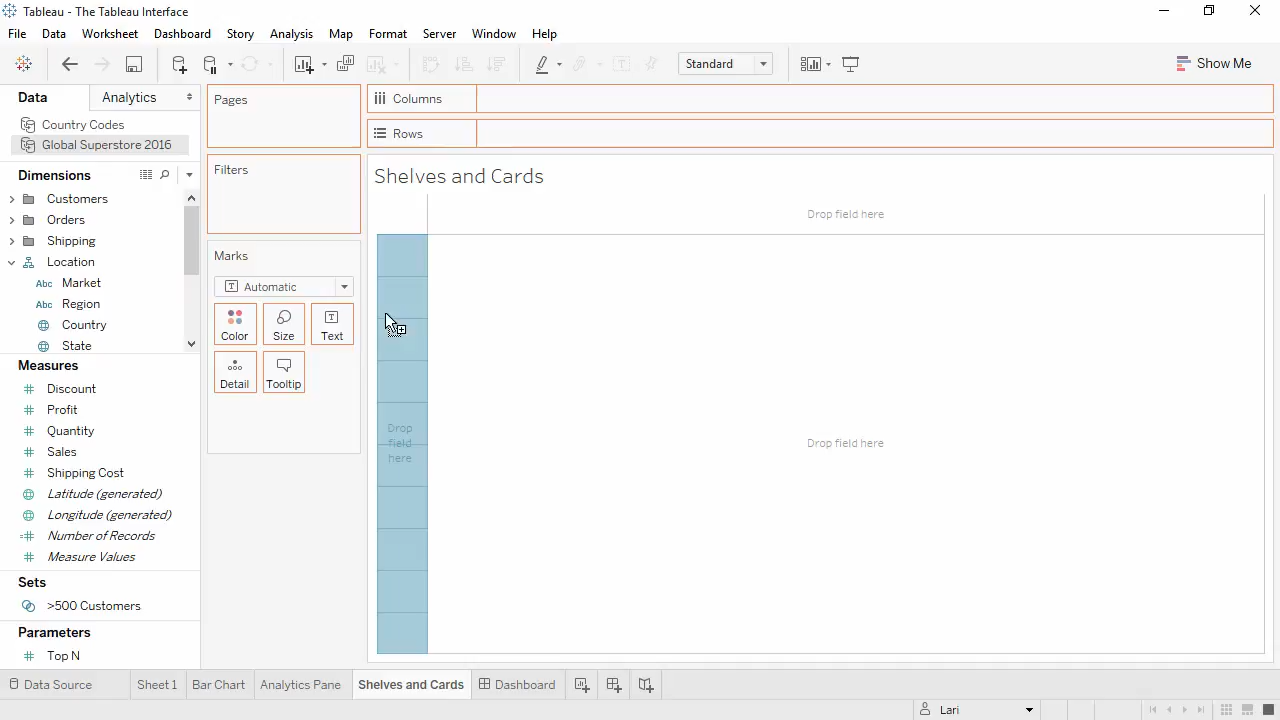 Tableau - The Tableau Interface
File Data Worksheet Dashboard Story Analysis Map Format Server Window Help
Standard
Show Me
Data Analytics
Country Codes
Global Superstore 2016
Dimensions
Customers
Orders
Shipping
Location
Abc Market
Abc Region
Country
State
Measures
Discount
Profit
Quantity
Sales
Shipping Cost
Latitude (generated)
Longitude (generated)
Number of Records
Measure Values
Sets
>500 Customers
Parameters
Top N
Pages
Filters
Marks
Automatic
Color Size Text
Detail Tooltip
Columns
Rows
Shelves and Cards
Drop field here
Drop
field
here
Drop field here
Data Source Sheet 1 Bar Chart Analytics Pane Shelves and Cards Dashboard
Lari